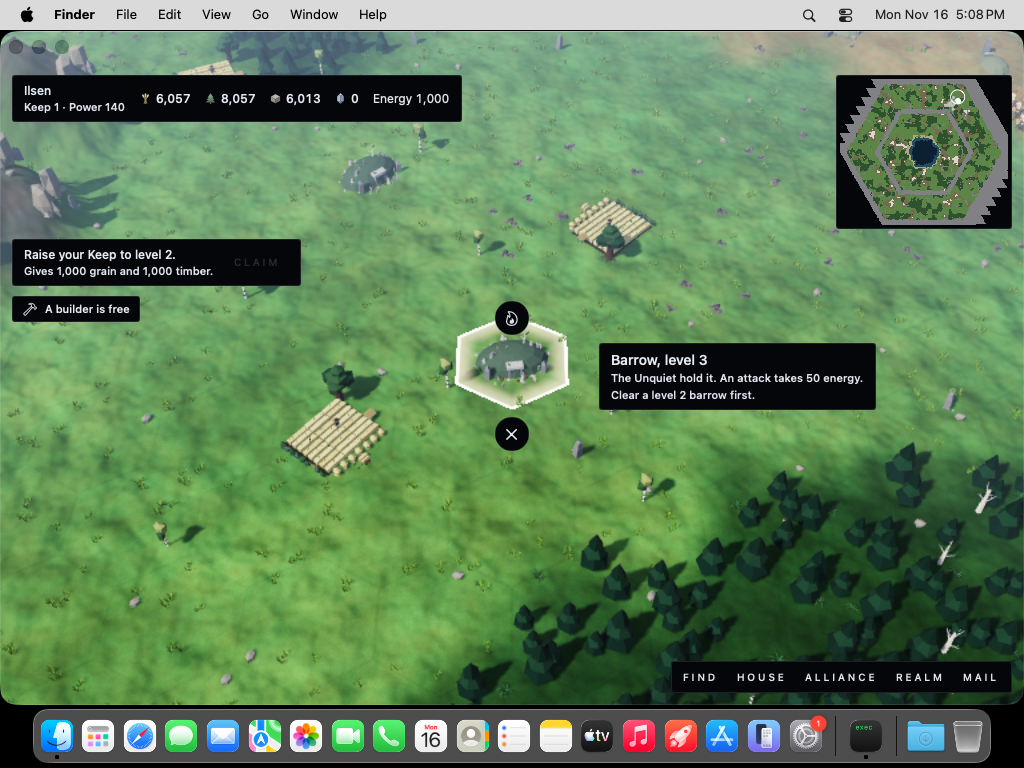 Finder File Edit View Go Window Help Mon Nov 16 5:08 PM
Ilsen
Keep 1 · Power 140
6,057 8,057 6,013 0 Energy 1,000
Raise your Keep to level 2.
Gives 1,000 grain and 1,000 timber.
CLAIM
A builder is free
Barrow, level 3
The Unquiet hold it. An attack takes 50 energy.
Clear a level 2 barrow first.
FIND HOUSE ALLIANCE REALM MAIL
Mon
16
tv
1
exec